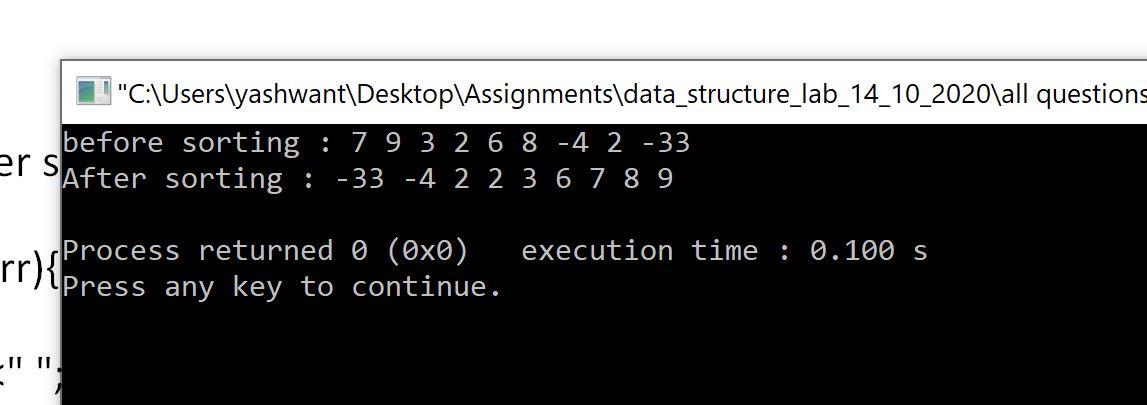 "C:\Users\yashwant\Desktop\Assignments\data_structure_lab_14_10_2020\all questions
before sorting : 7 9 3 2 6 8 -4 2 -33
er s
After sorting : -33 -4 2 2 3 6 7 8 9
Process returned 0 (0x0)   execution time : 0.100 s
rr){
Press any key to continue.
" ";